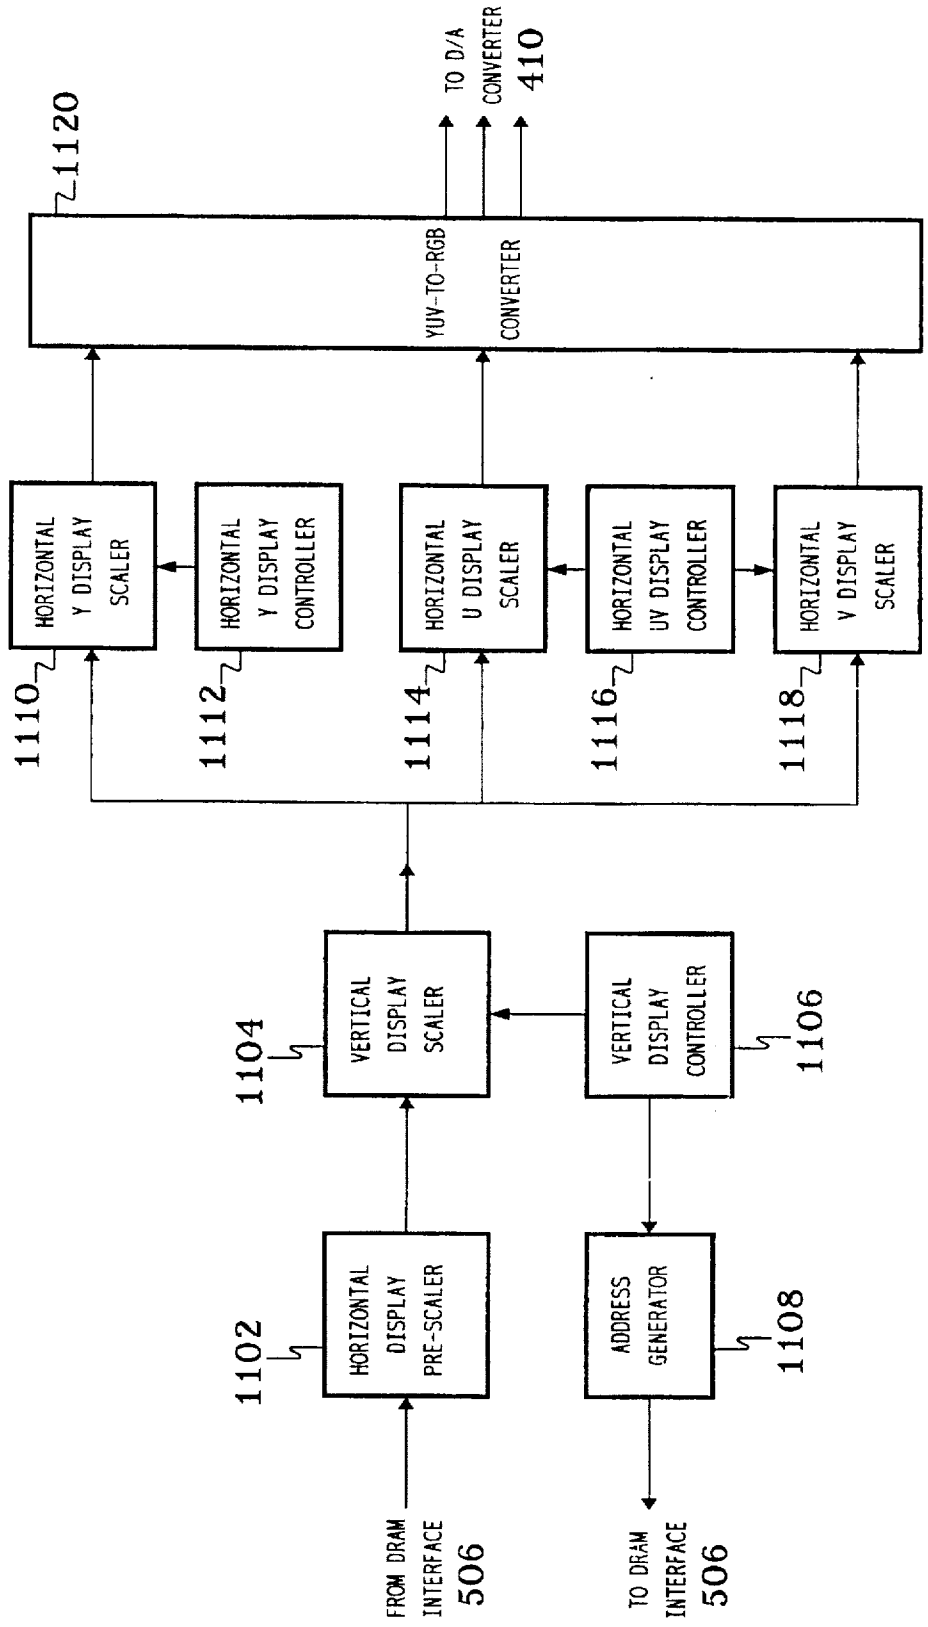 FROM DRAM
INTERFACE
506
1102
HORIZONTAL
DISPLAY
PRE-SCALER
1104
VERTICAL
DISPLAY
SCALER
TO DRAM
INTERFACE
506
ADDRESS
GENERATOR
1108
VERTICAL
DISPLAY
CONTROLLER
1106
1110
HORIZONTAL
Y DISPLAY
SCALER
1112
HORIZONTAL
Y DISPLAY
CONTROLLER
1114
HORIZONTAL
U DISPLAY
SCALER
1116
HORIZONTAL
UV DISPLAY
CONTROLLER
1118
HORIZONTAL
V DISPLAY
SCALER
1120
YUV-TO-RGB
CONVERTER
TO D/A
CONVERTER
410